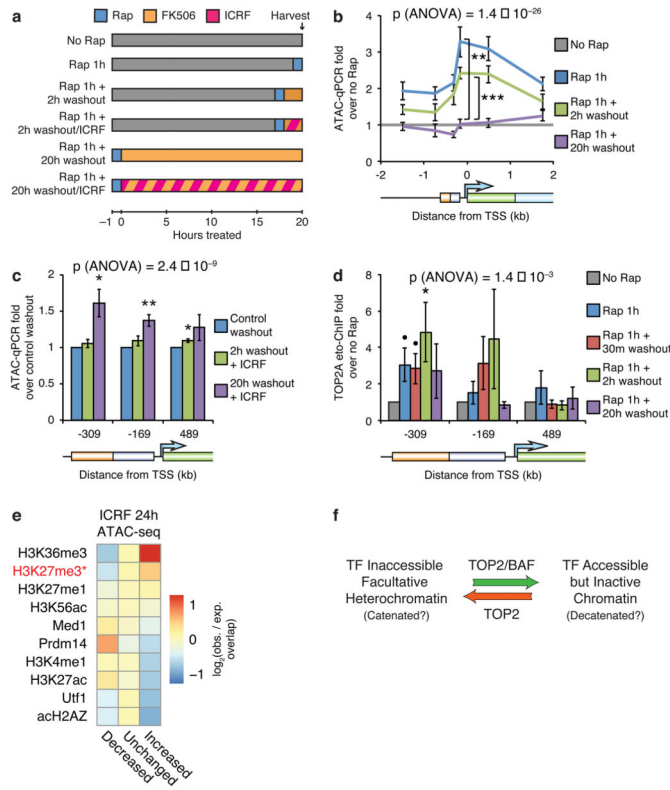 a
Rap
FK506
ICRF
Harvest
No Rap
Rap 1h
Rap 1h +
2h washout
Rap 1h +
2h washout/ICRF
Rap 1h +
20h washout
Rap 1h +
20h washout/ICRF
−1 0 5 10 15 20
Hours treated
b
p (ANOVA) = 1.4 □ 10⁻²⁶
ATAC-qPCR fold
over no Rap
4
3
2
1
0
**
***
-2 -1 0 1 2
Distance from TSS (kb)
No Rap
Rap 1h
Rap 1h +
2h washout
Rap 1h +
20h washout
c
p (ANOVA) = 2.4 □ 10⁻⁹
ATAC-qPCR fold
over control washout
2.0
1.5
1.0
0.5
0.0
*
**
*
-309 -169 489
Distance from TSS (kb)
Control
washout
2h washout
+ ICRF
20h washout
+ ICRF
d
p (ANOVA) = 1.4 □ 10⁻³
TOP2A eto-ChIP fold
over no Rap
8
6
4
2
0
• • *
-309 -169 489
Distance from TSS (kb)
No Rap
Rap 1h
Rap 1h +
30m washout
Rap 1h +
2h washout
Rap 1h +
20h washout
e
ICRF 24h
ATAC-seq
H3K36me3
H3K27me3*
H3K27me1
H3K56ac
Med1
Prdm14
H3K4me1
H3K27ac
Utf1
acH2AZ
Decreased
Unchanged
Increased
1
0
−1
log₂(obs. / exp.
overlap)
f
TF Inaccessible
Facultative
Heterochromatin
(Catenated?)
TOP2/BAF
TOP2
TF Accessible
but Inactive
Chromatin
(Decatenated?)